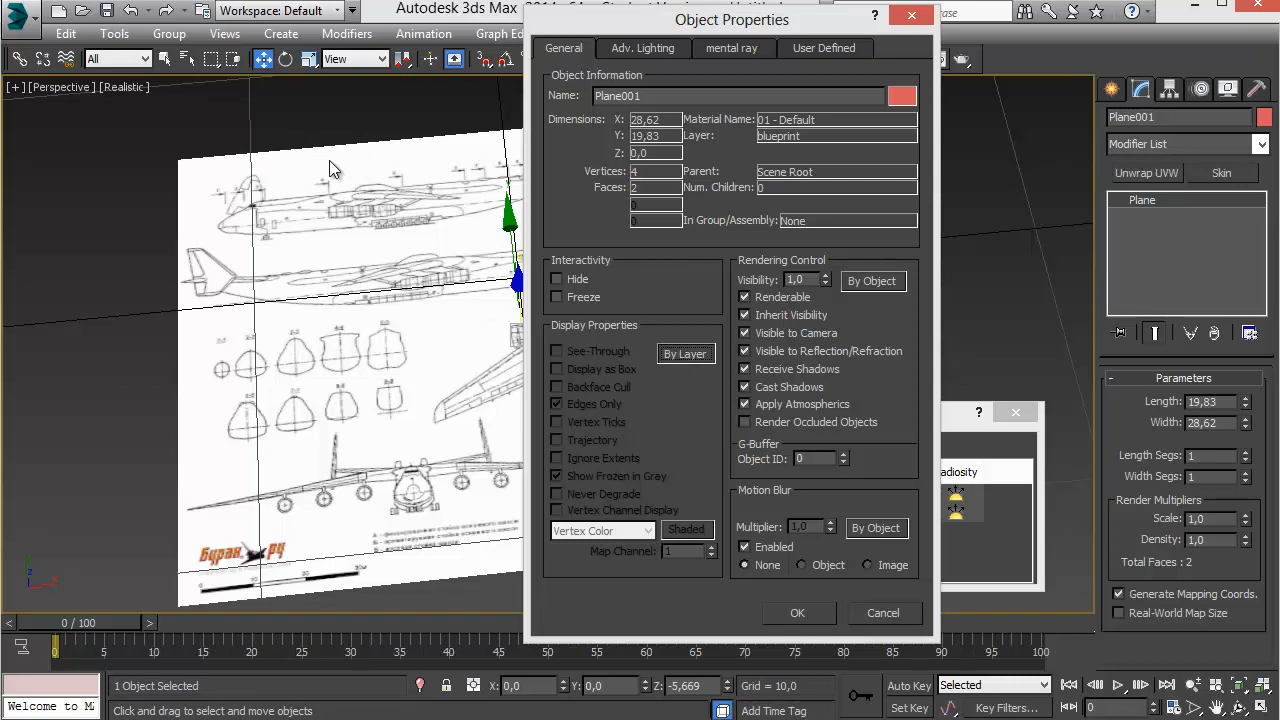 Workspace: Default
Autodesk 3ds Max
Object Properties
?
Edit
Tools
Group
Views
Create
Modifiers
Animation
Graph Ed
All
View
General
Adv. Lighting
mental ray
User Defined
[+] [Perspective] [Realistic]
Object Information
Name: Plane001
Dimensions: X: 28,62 Material Name: 01 - Default
Y: 19,83 Layer: blueprint
Z: 0,0
Vertices: 4 Parent: Scene Root
Faces: 2 Num. Children: 0
0
0 In Group/Assembly: None
Interactivity
Hide
Freeze
Display Properties
See-Through By Layer
Display as Box
Backface Cull
Edges Only
Vertex Ticks
Trajectory
Ignore Extents
Show Frozen in Gray
Never Degrade
Vertex Channel Display
Vertex Color Shaded
Map Channel: 1
Rendering Control
Visibility: 1,0 By Object
Renderable
Inherit Visibility
Visible to Camera
Visible to Reflection/Refraction
Receive Shadows
Cast Shadows
Apply Atmospherics
Render Occluded Objects
G-Buffer
Object ID: 0
Motion Blur
Multiplier: 1,0 By Object
Enabled
None Object Image
OK Cancel
? 
adiosity
Plane001
Modifier List
Unwrap UVW Skin
Plane
- Parameters
Length: 19,83
Width: 28,62
Length Segs: 1
Width Segs: 1
Render Multipliers
Scale: 1,0
Density: 1,0
Total Faces : 2
Generate Mapping Coords.
Real-World Map Size
Буран.ру
< 0 / 100 >
0 5 10 15 20 25 30 35 40 45 50 55 60 65 70 75 80 85 90 95 100
1 Object Selected
X: 0,0 Y: 0,0 Z: -5,669 Grid = 10,0
Auto Key Selected
Welcome to Ma
Click and drag to select and move objects
Add Time Tag
Set Key Key Filters... 0